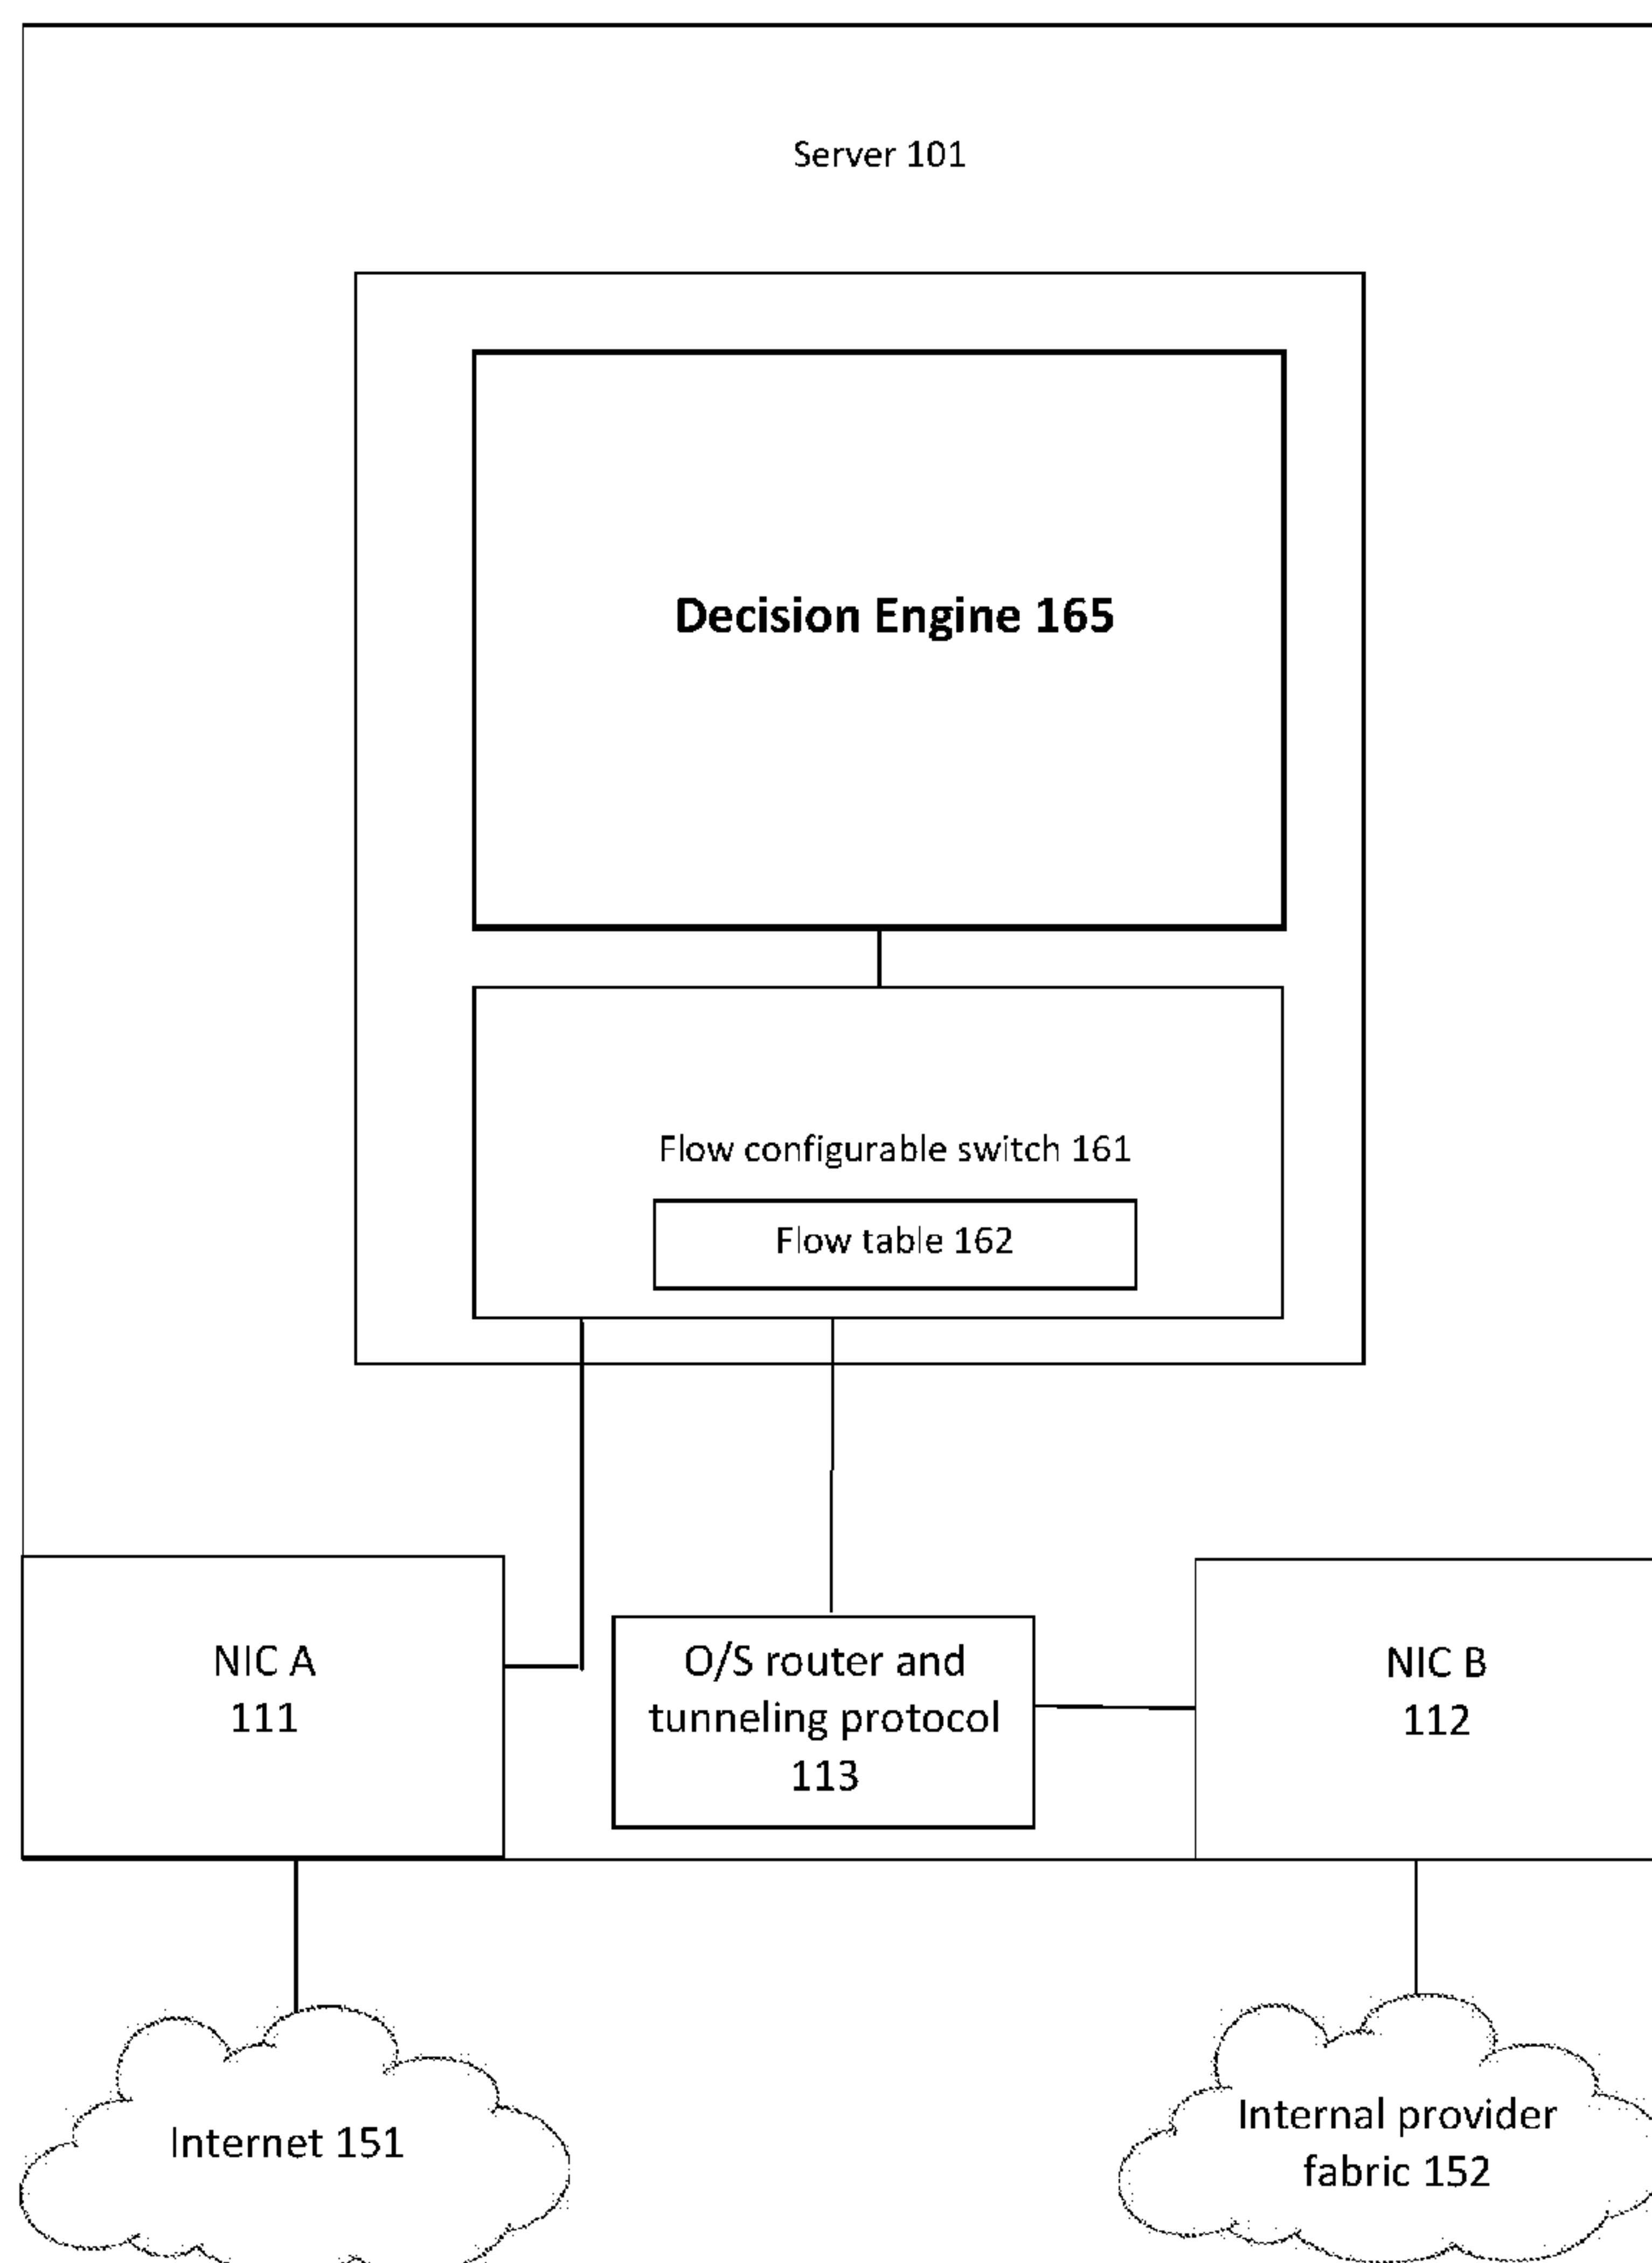 Server 101
Decision Engine 165
Flow configurable switch 161
Flow table 162
NIC A
111
O/S router and
tunneling protocol
113
NIC B
112
Internet 151
Internal provider
fabric 152